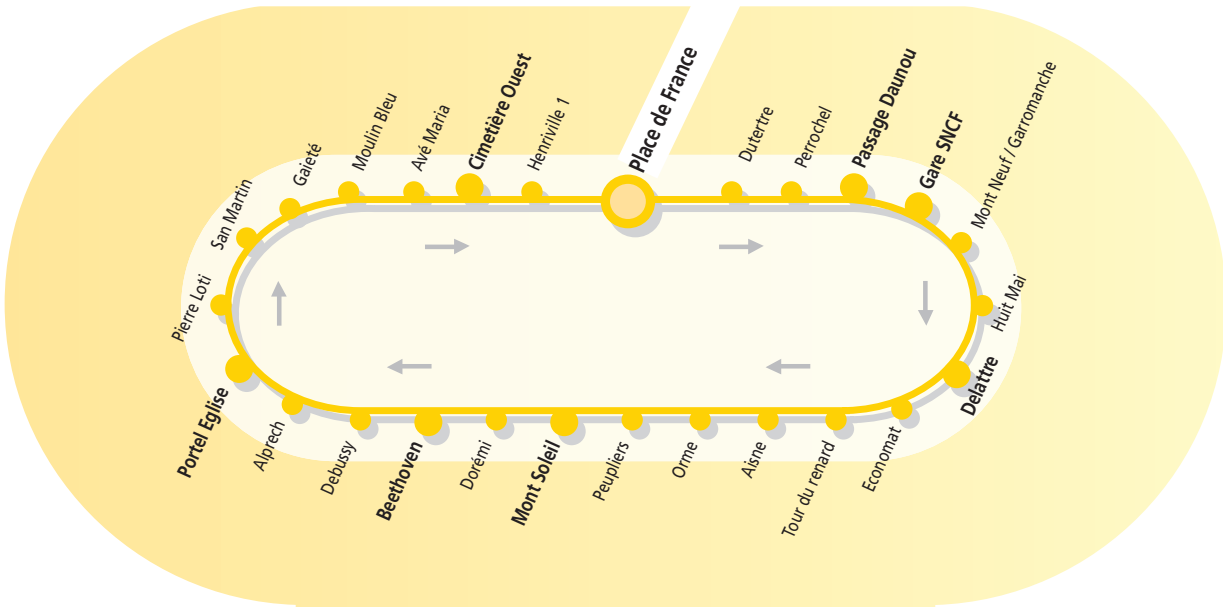 Place de France
Dutertre
Perrochel
Passage Daunou
Gare SNCF
Mont Neuf / Garromanche
Huit Mai
Delattre
Economat
Tour du renard
Aisne
Orme
Peupliers
Mont Soleil
Dorémi
Beethoven
Debussy
Alprech
Portel Eglise
Pierre Loti
San Martin
Gaieté
Moulin Bleu
Avé Maria
Cimetière Ouest
Henriville 1